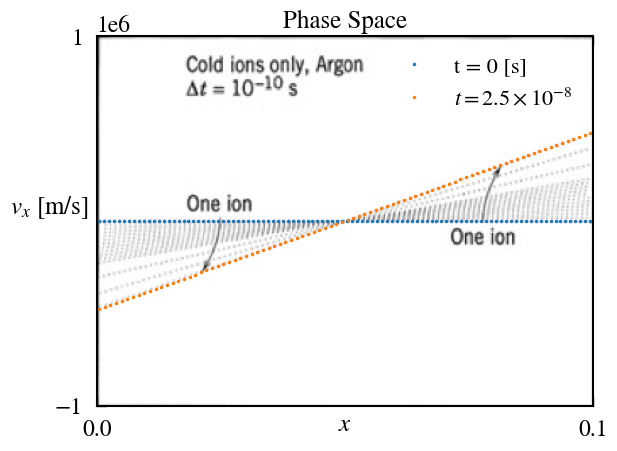 Phase Space
1e6
1
Cold ions only, Argon
Δt = 10⁻¹⁰ s
t = 0 [s]
t = 2.5 × 10⁻⁸
One ion
vₓ [m/s]
One ion
−1
0.0
x
0.1